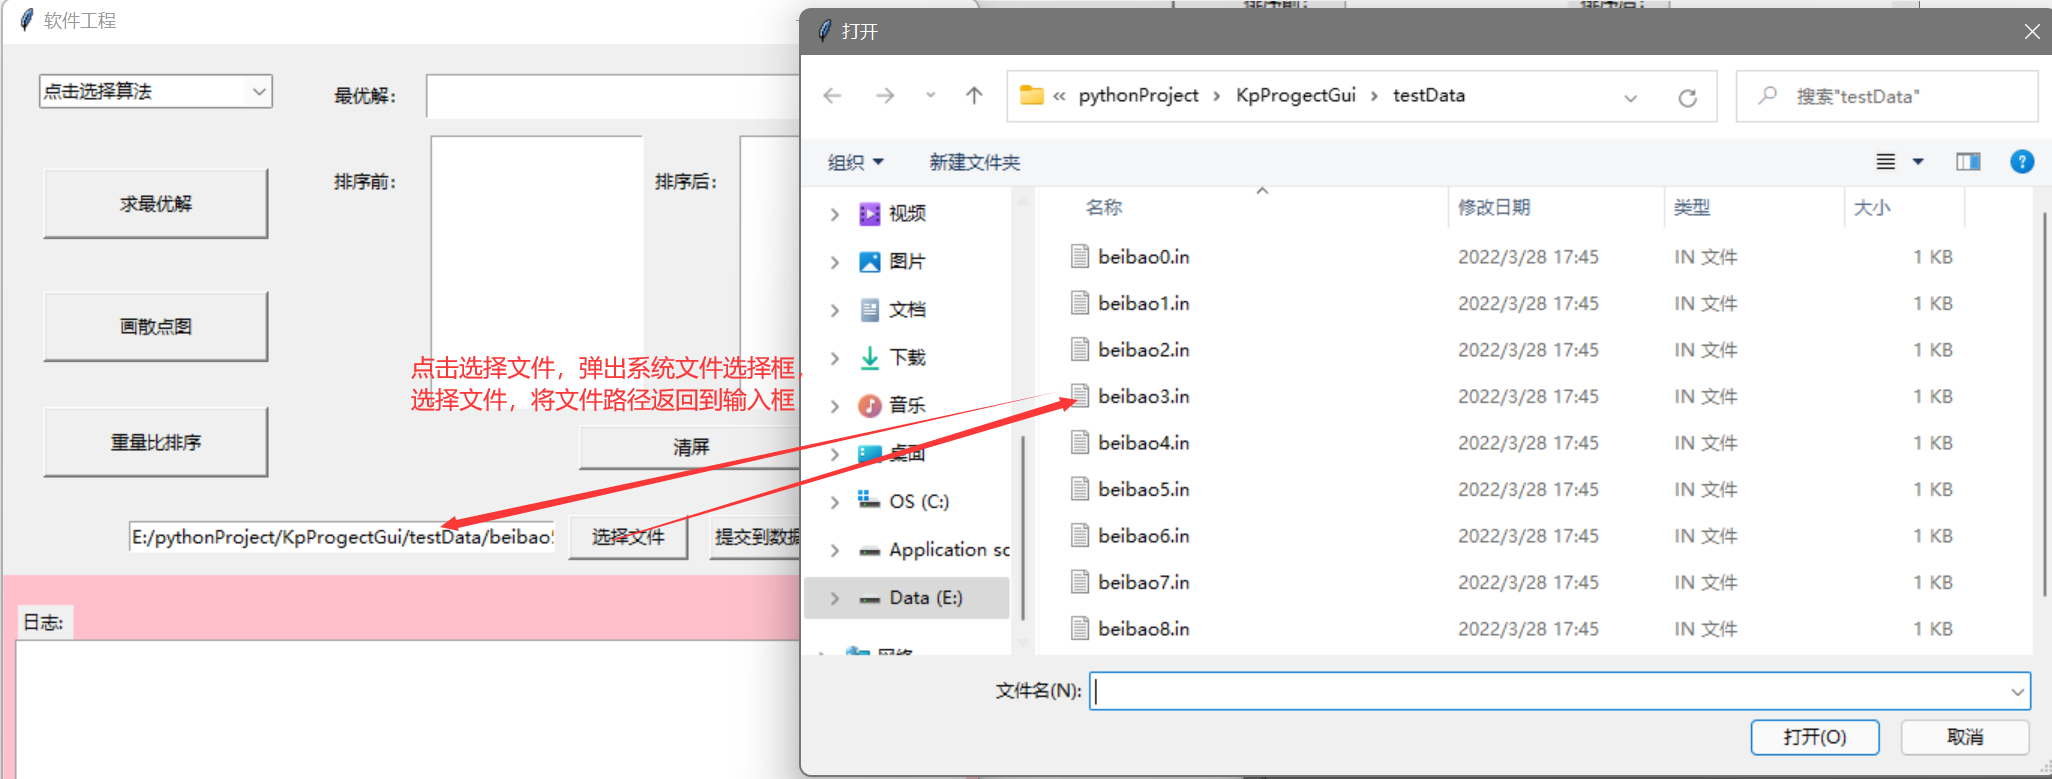 软件工程
点击选择算法
最优解：
求最优解
排序前：
排序后：
画散点图
点击选择文件，弹出系统文件选择框，
选择文件，将文件路径返回到输入框
重量比排序
清屏
E:/pythonProject/KpProgectGui/testData/beibao5
选择文件
提交到数据
日志:
打开
« pythonProject › KpProgectGui › testData
搜索"testData"
组织
新建文件夹
视频
图片
文档
下载
音乐
桌面
OS (C:)
Application sc
Data (E:)
网络
名称 修改日期 类型 大小
beibao0.in 2022/3/28 17:45 IN 文件 1 KB
beibao1.in 2022/3/28 17:45 IN 文件 1 KB
beibao2.in 2022/3/28 17:45 IN 文件 1 KB
beibao3.in 2022/3/28 17:45 IN 文件 1 KB
beibao4.in 2022/3/28 17:45 IN 文件 1 KB
beibao5.in 2022/3/28 17:45 IN 文件 1 KB
beibao6.in 2022/3/28 17:45 IN 文件 1 KB
beibao7.in 2022/3/28 17:45 IN 文件 1 KB
beibao8.in 2022/3/28 17:45 IN 文件 1 KB
文件名(N):
打开(O)
取消